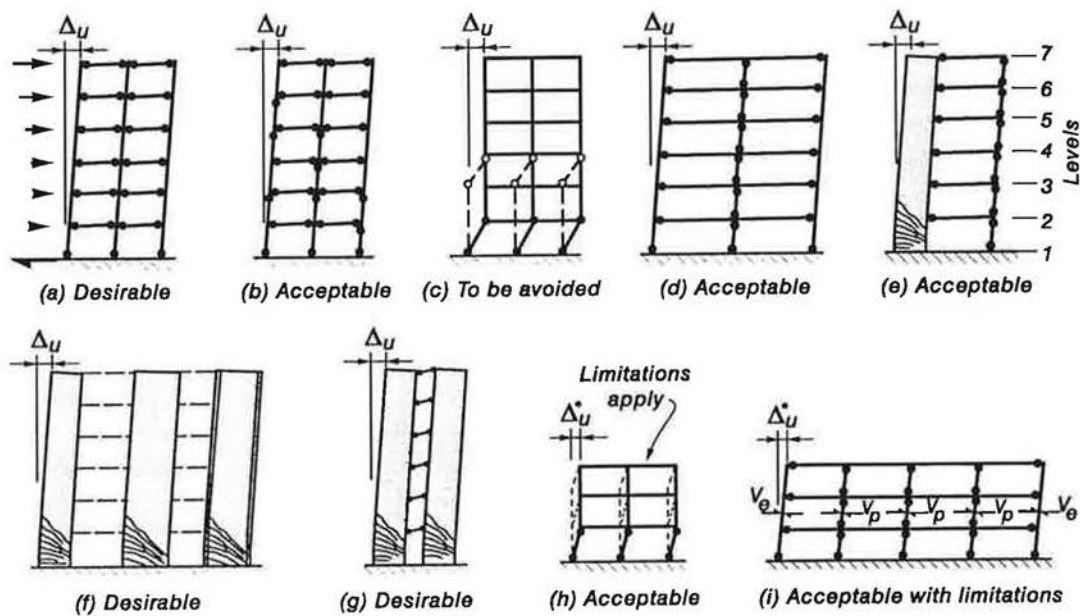 Δu Δu Δu Δu Δu
7
6
5
4
3
2
1
Levels
(a) Desirable (b) Acceptable (c) To be avoided (d) Acceptable (e) Acceptable
Δu Δu
Limitations
apply
Δ*u Δ*u
Ve Vp Vp Vp Ve
(f) Desirable (g) Desirable (h) Acceptable (i) Acceptable with limitations